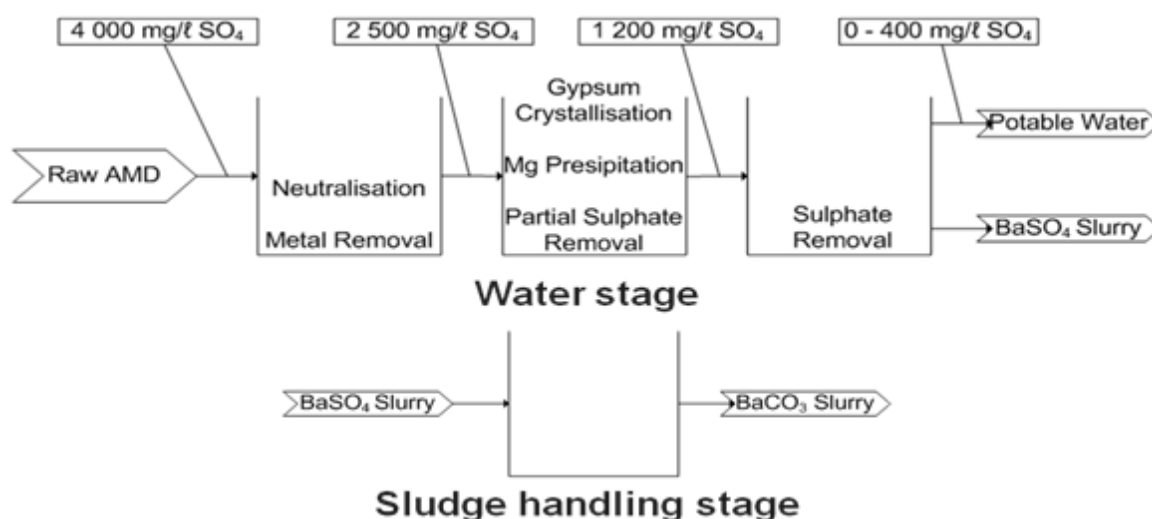 4 000 mg/ℓ SO₄
2 500 mg/ℓ SO₄
1 200 mg/ℓ SO₄
0 - 400 mg/ℓ SO₄
Raw AMD
Neutralisation
Metal Removal
Gypsum
Crystallisation
Mg Presipitation
Partial Sulphate
Removal
Sulphate
Removal
Potable Water
BaSO₄ Slurry
Water stage
BaSO₄ Slurry
BaCO₃ Slurry
Sludge handling stage